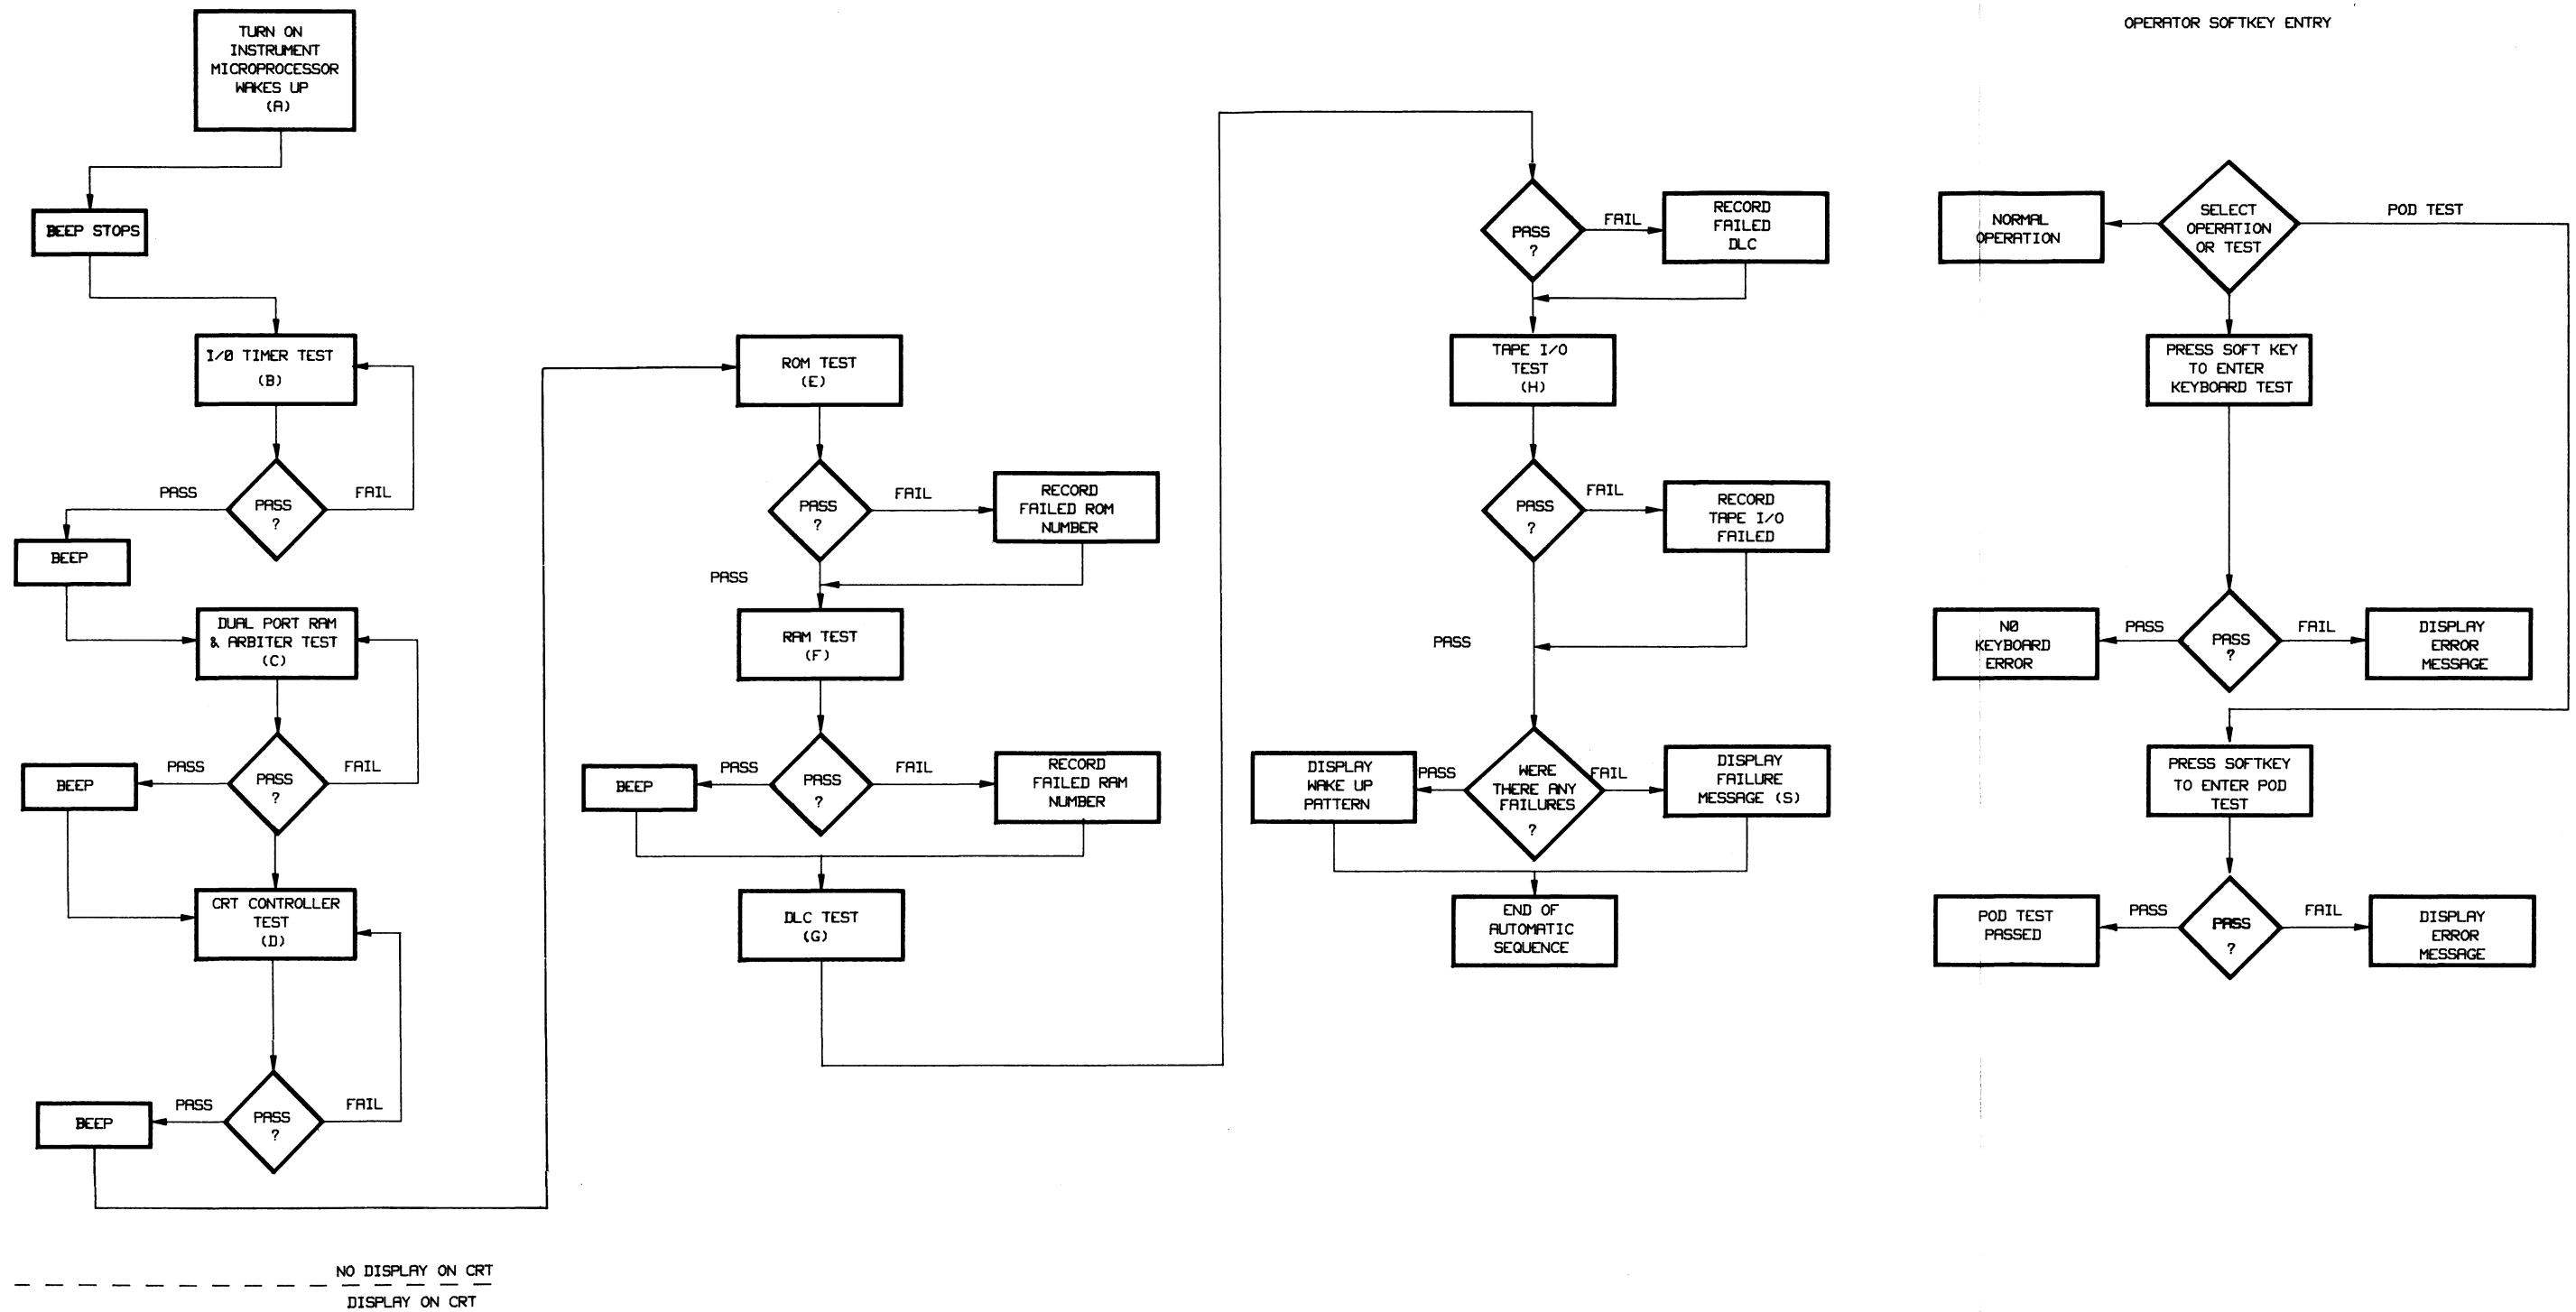 TURN ON
INSTRUMENT
MICROPROCESSOR
WAKES UP
(A)
BEEP STOPS
I/0 TIMER TEST
(B)
PASS
FAIL
PASS
?
BEEP
DUAL PORT RAM
& ARBITER TEST
(C)
BEEP
PASS
FAIL
PASS
?
CRT CONTROLLER
TEST
(D)
BEEP
PASS
FAIL
PASS
?
NO DISPLAY ON CRT
DISPLAY ON CRT
ROM TEST
(E)
PASS
?
FAIL
RECORD
FAILED ROM
NUMBER
PASS
RAM TEST
(F)
BEEP
PASS
PASS
?
FAIL
RECORD
FAILED RAM
NUMBER
DLC TEST
(G)
PASS
?
FAIL
RECORD
FAILED
DLC
TAPE I/O
TEST
(H)
PASS
?
FAIL
RECORD
TAPE I/O
FAILED
PASS
DISPLAY
WAKE UP
PATTERN
PASS
WERE
THERE ANY
FAILURES
?
FAIL
DISPLAY
FAILURE
MESSAGE (S)
END OF
AUTOMATIC
SEQUENCE
OPERATOR SOFTKEY ENTRY
NORMAL
OPERATION
SELECT
OPERATION
OR TEST
POD TEST
PRESS SOFT KEY
TO ENTER
KEYBOARD TEST
N0
KEYBOARD
ERROR
PASS
PASS
?
FAIL
DISPLAY
ERROR
MESSAGE
PRESS SOFTKEY
TO ENTER POD
TEST
POD TEST
PASSED
PASS
PASS
?
FAIL
DISPLAY
ERROR
MESSAGE